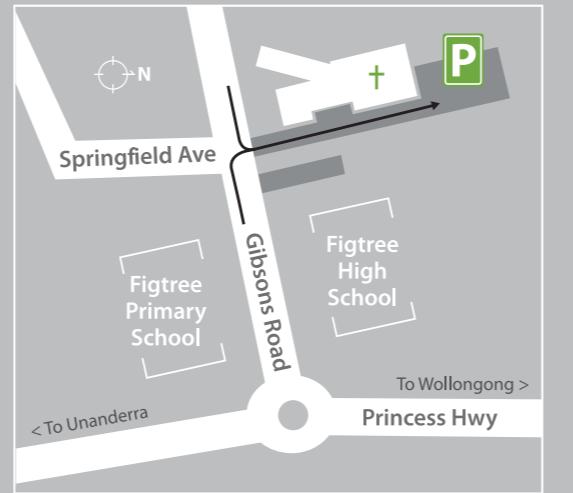 P
N
Springfield Ave
Gibsons Road
Figtree
High
School
Figtree
Primary
School
To Wollongong >
< To Unanderra
Princess Hwy